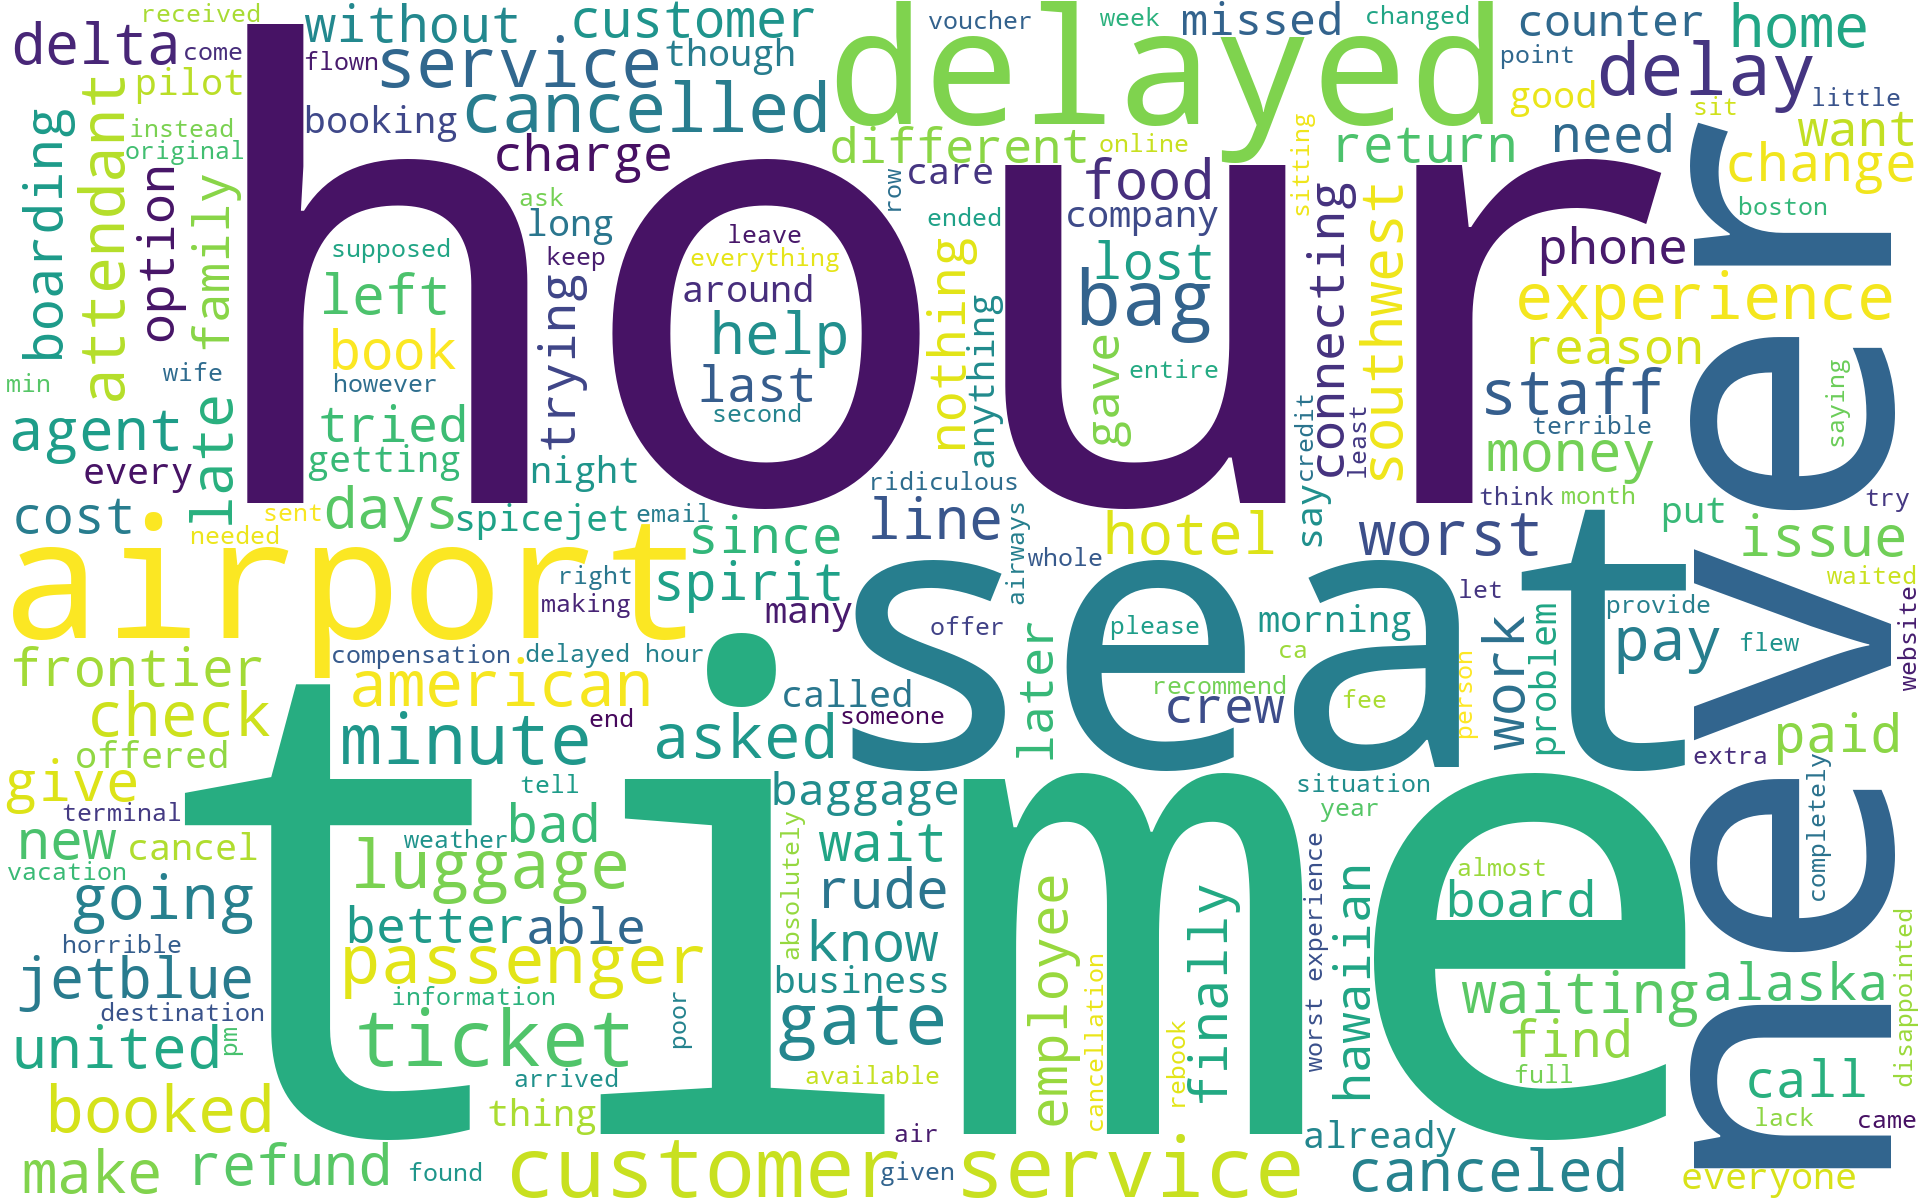 received
delta
come
pilot
attendant
boarding
instead
original
option
family
without
customer
flown
service
though
booking
cancelled
charge
voucher
week
missed
changed
counter
home
delayed
point
delay
good
sit
little
want
need
different
online
return
sitting
change
hour
ask
long
keep
trying
supposed
left
book
however
tried
getting
night
leave
everything
around
help
last
second
row
care
ended
nothing
anything
food
company
lost
bag
gave
entire
connecting
southwest
credit
least
boston
phone
experience
reason
staff
terrible
money
saying
never
min
wife
agent
every
late
cost
sent
needed
days
spicejet
email
airport
since
spirit
right
making
many
ridiculous
line
airways
whole
hotel
say
worst
think
month
put
try
issue
waited
let
provide
websites
seat
offer
later
please
morning
ca
recommend
crew
fee
person
work
problem
pay
flew
extra
paid
frontier
check
offered
give
terminal
compensation
delayed hour
american
end
minute
asked
called
someone
time
new
cancel
vacation
going
horrible
jetblue
destination
united
pm
booked
make
refund
found
tell
weather
bad
luggage
better
able
passenger
information
ticket
poor
arrived
thing
baggage
absolutely
wait
rude
know
business
gate
available
air
given
customer service
employee
cancellation
rebook
finally
situation
year
worst experience
hawaiian
almost
board
waiting
find
full
already
canceled
completely
alaska
disappointed
call
lack
came
everyone